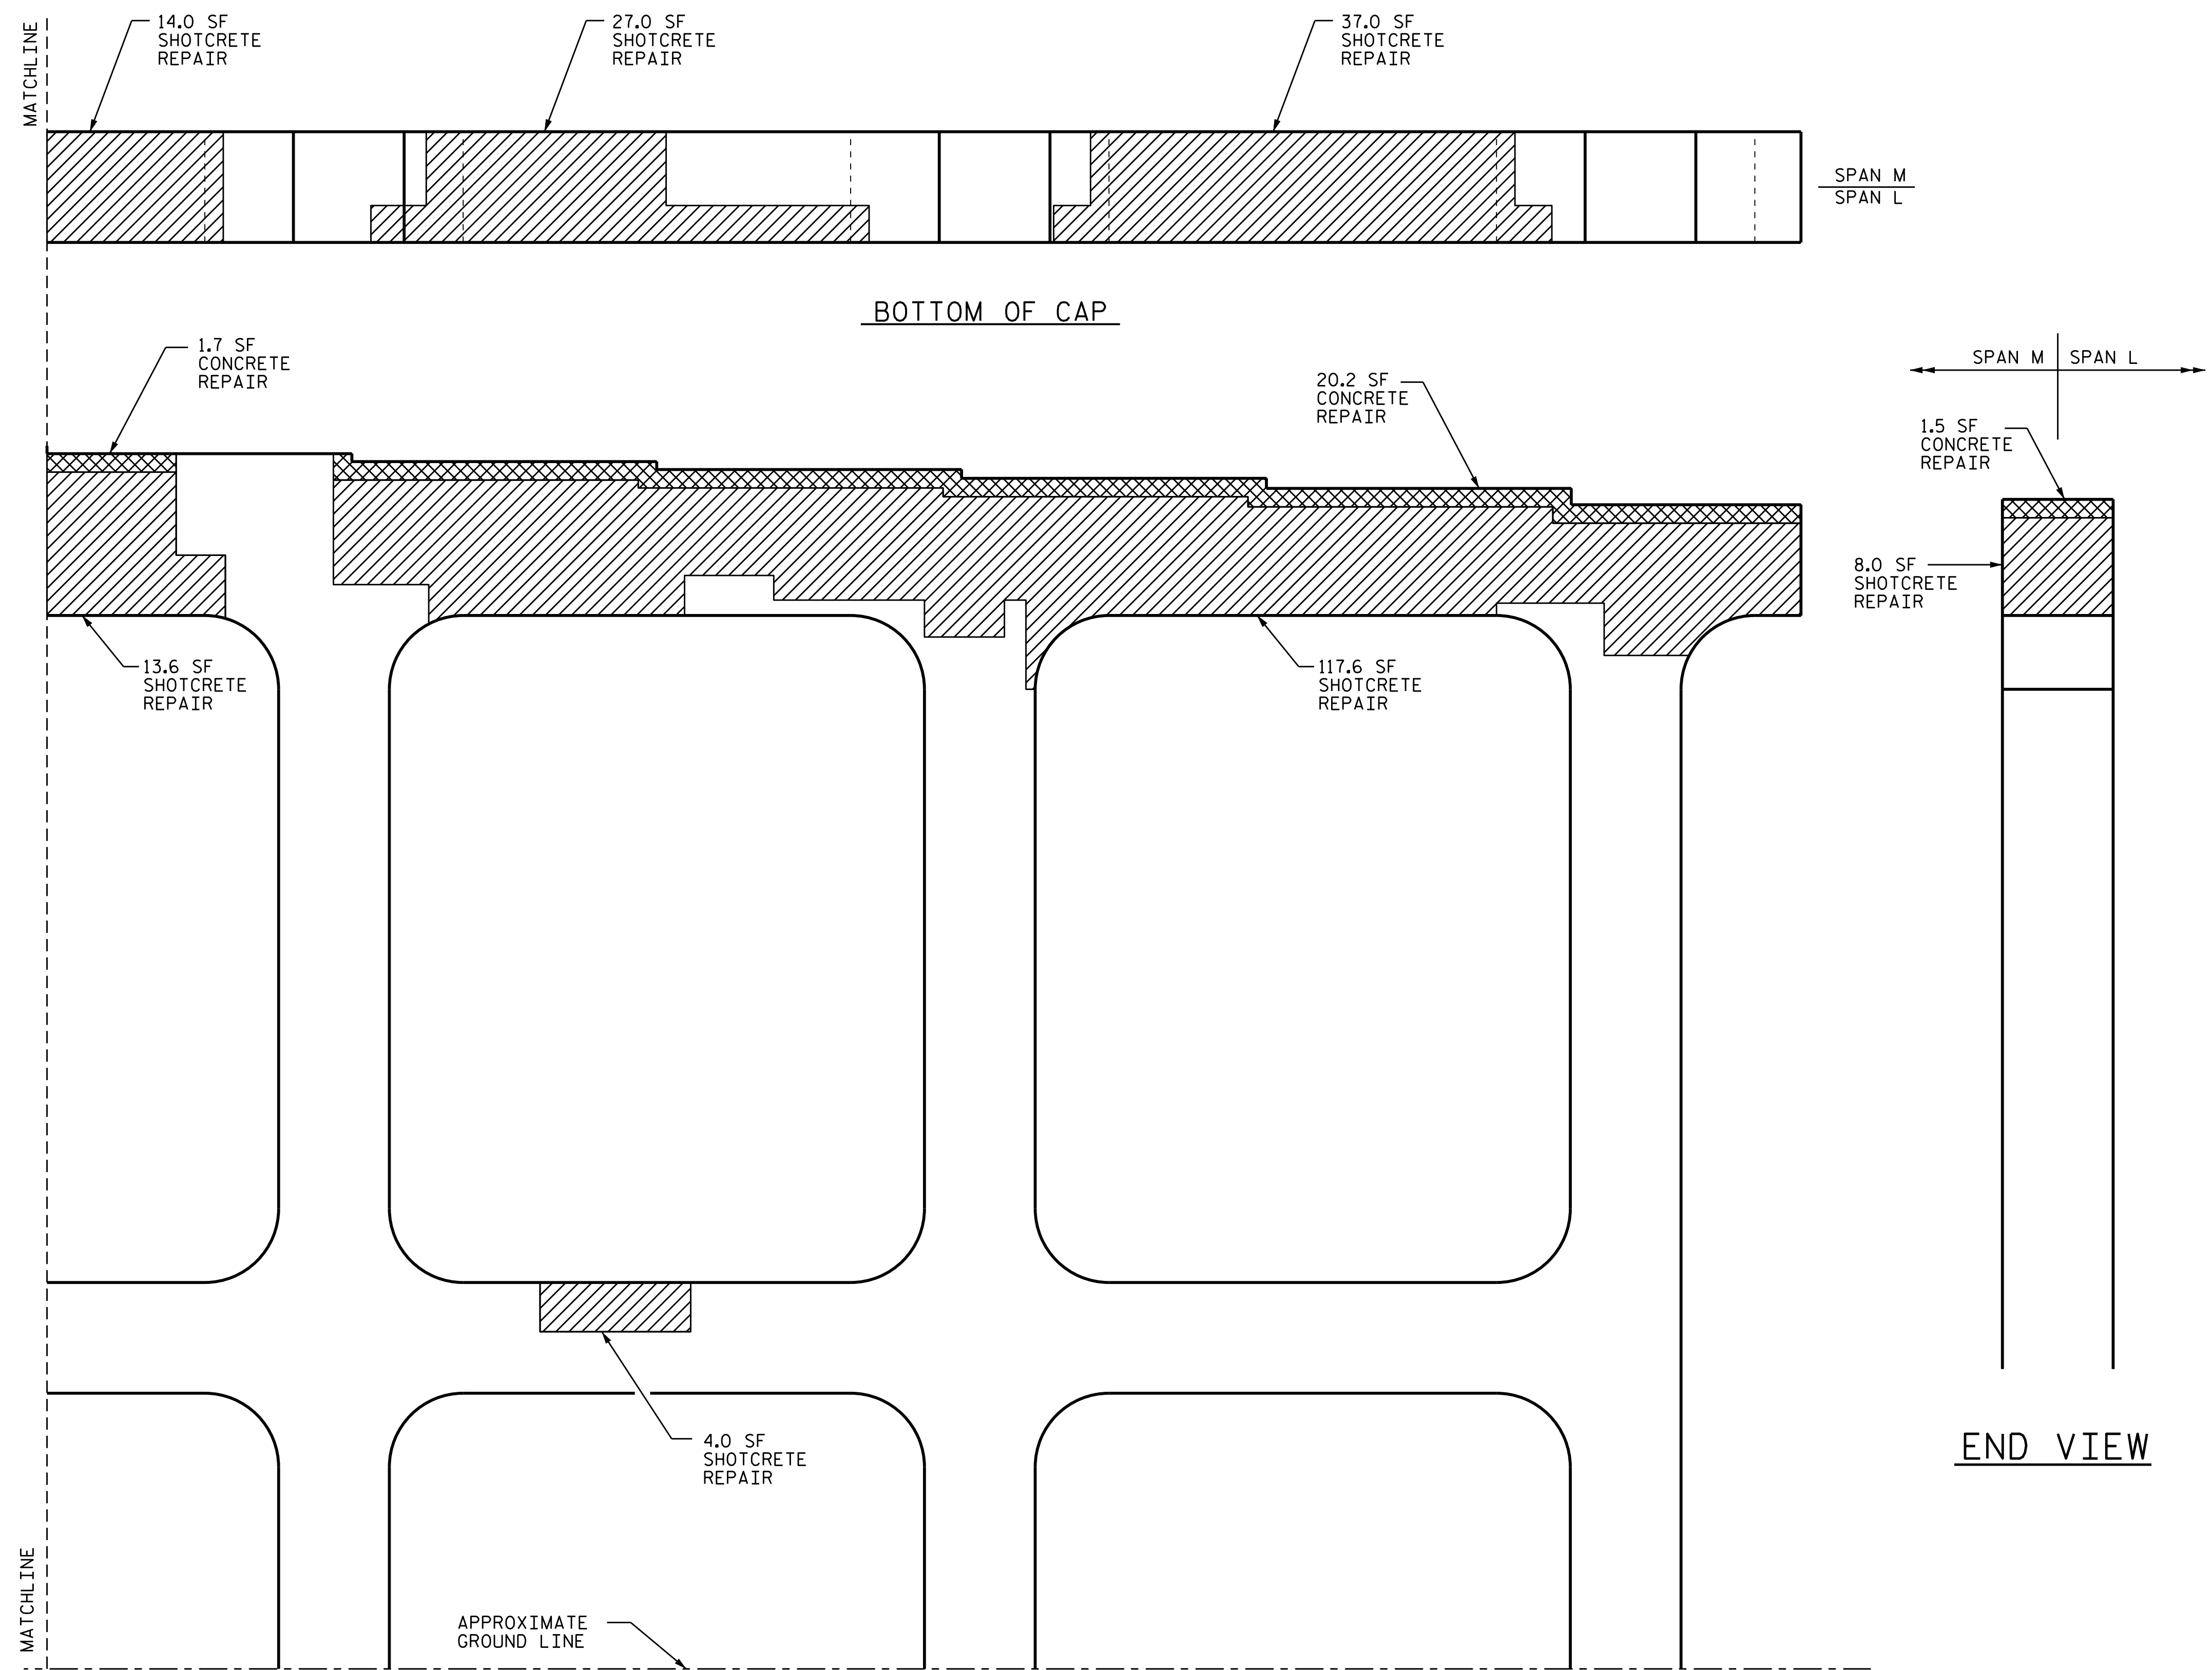 MATCHLINE
14.0 SF
SHOTCRETE
REPAIR
27.0 SF
SHOTCRETE
REPAIR
37.0 SF
SHOTCRETE
REPAIR
SPAN M
SPAN L
BOTTOM OF CAP
1.7 SF
CONCRETE
REPAIR
20.2 SF
CONCRETE
REPAIR
SPAN M
SPAN L
1.5 SF
CONCRETE
REPAIR
8.0 SF
SHOTCRETE
REPAIR
13.6 SF
SHOTCRETE
REPAIR
117.6 SF
SHOTCRETE
REPAIR
4.0 SF
SHOTCRETE
REPAIR
END VIEW
MATCHLINE
APPROXIMATE
GROUND LINE